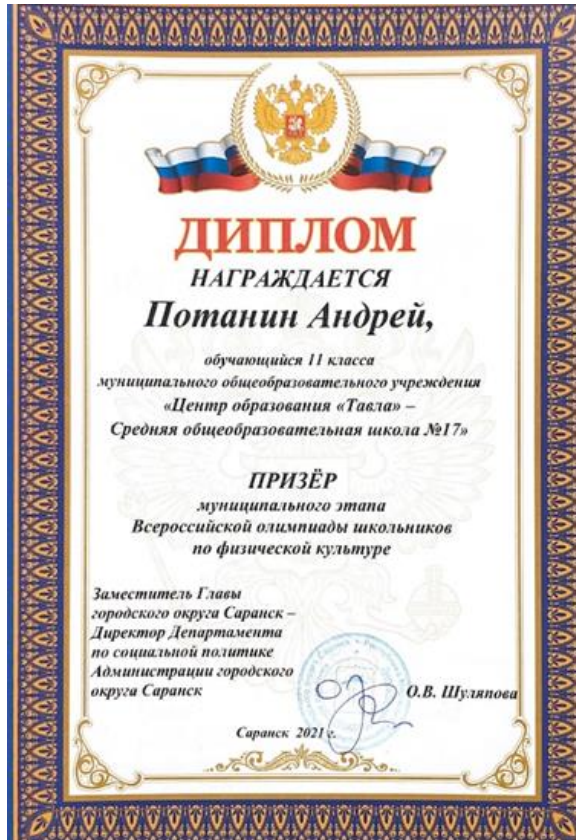 ДИПЛОМ
НАГРАЖДАЕТСЯ
Потанин Андрей,
обучающийся 11 класса
муниципального общеобразовательного учреждения
«Центр образования «Тавла» –
Средняя общеобразовательная школа №17»
ПРИЗЁР
муниципального этапа
Всероссийской олимпиады школьников
по физической культуре
Заместитель Главы
городского округа Саранск –
Директор Департамента
по социальной политике
Администрации городского
округа Саранск
О.В. Шуляпова
Саранск 2021 г.